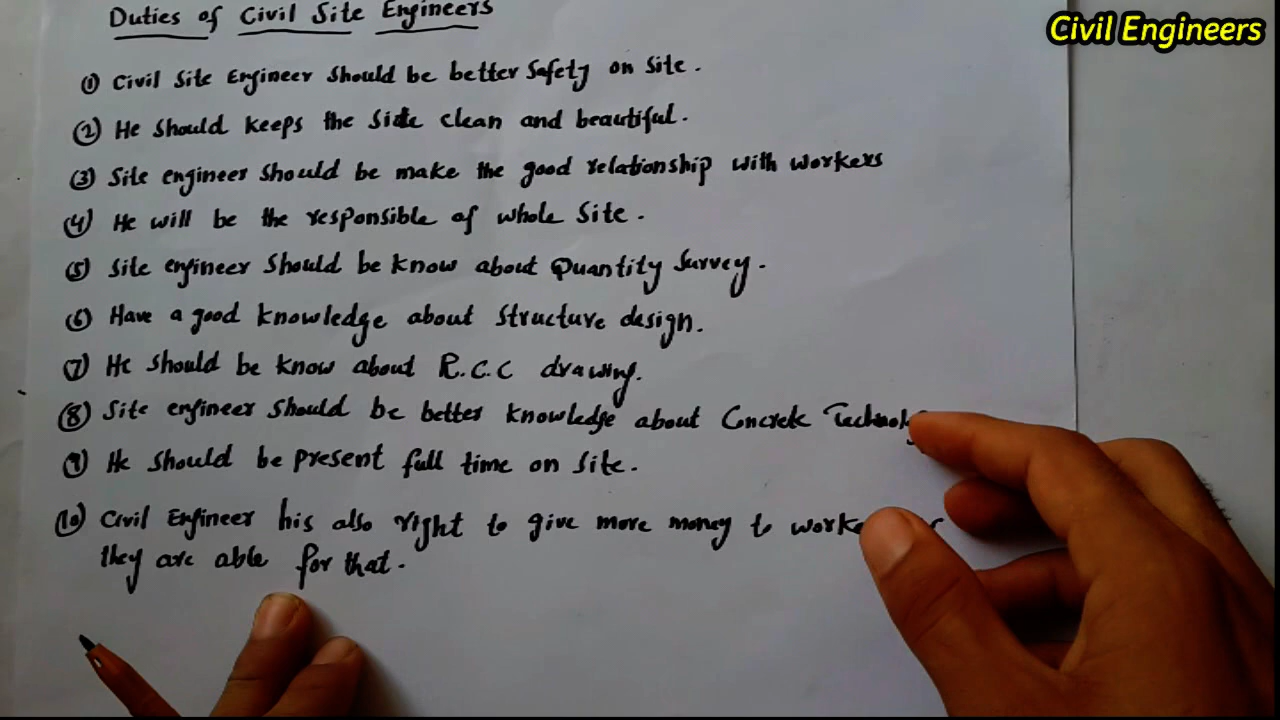 Duties of Civil Site Engineers
Civil Engineers
① Civil Site Engineer Should be better Safety on Site.
② He Should keeps the Side clean and beautiful.
③ Site engineer Should be make the good relationship with workers
④ He will be the responsible of whole Site.
⑤ Site engineer Should be know about Quantity Survey.
⑥ Have a good knowledge about Structure design.
⑦ He Should be know about R.C.C drawing.
⑧ Site engineer Should be better knowledge about Concrete
⑨ He Should be present full time on Site.
⑩ Civil Engineer his also right to give more money to
they are able for that.